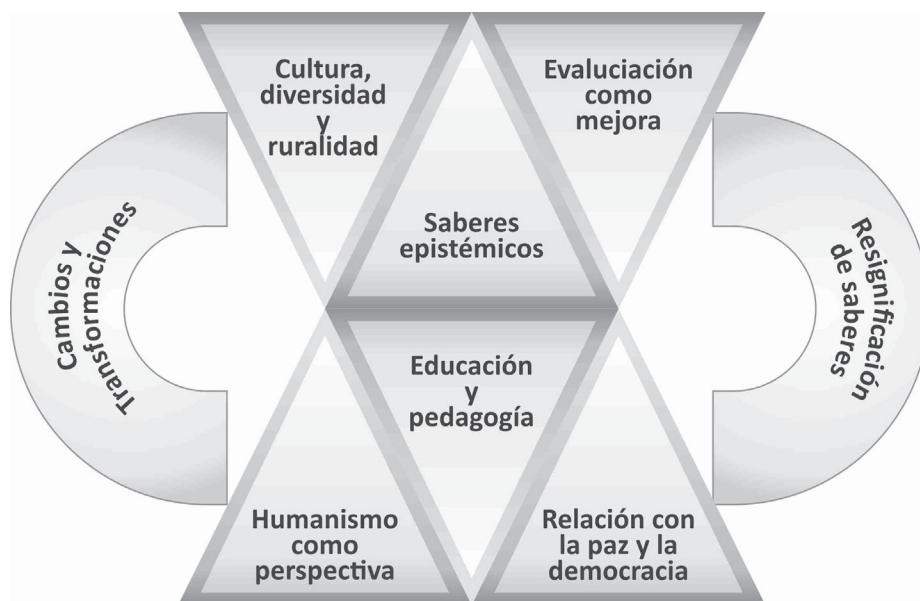 Cultura,
diversidad
y
ruralidad
Evaluciación
como
mejora
Saberes
epistémicos
Cambios y
Transformaciones
Resignificación
de saberes
Educación
y
pedagogía
Humanismo
como
perspectiva
Relación con
la paz y la
democracia